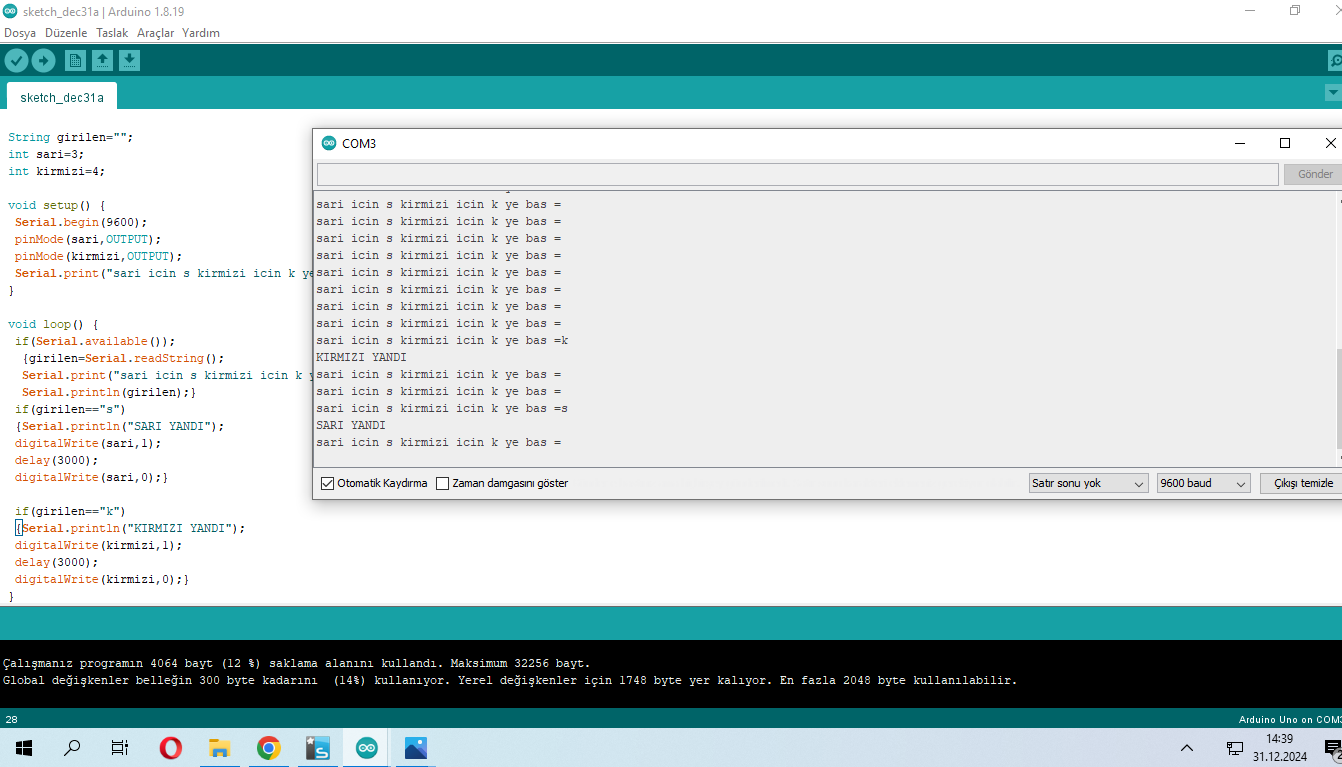 sketch_dec31a | Arduino 1.8.19
Dosya Düzenle Taslak Araçlar Yardım
sketch_dec31a
String girilen="";
int sari=3;
int kirmizi=4;
void setup() {
Serial.begin(9600);
pinMode(sari,OUTPUT);
pinMode(kirmizi,OUTPUT);
Serial.print("sari icin s kirmizi icin k ye
}
void loop() {
if(Serial.available());
{girilen=Serial.readString();
Serial.print("sari icin s kirmizi icin k y
Serial.println(girilen);}
if(girilen=="s")
{Serial.println("SARI YANDI");
digitalWrite(sari,1);
delay(3000);
digitalWrite(sari,0);}
if(girilen=="k")
{Serial.println("KIRMIZI YANDI");
digitalWrite(kirmizi,1);
delay(3000);
digitalWrite(kirmizi,0);}
}
COM3
Gönder
sari icin s kirmizi icin k ye bas =
sari icin s kirmizi icin k ye bas =
sari icin s kirmizi icin k ye bas =
sari icin s kirmizi icin k ye bas =
sari icin s kirmizi icin k ye bas =
sari icin s kirmizi icin k ye bas =
sari icin s kirmizi icin k ye bas =
sari icin s kirmizi icin k ye bas =
sari icin s kirmizi icin k ye bas =k
KIRMIZI YANDI
sari icin s kirmizi icin k ye bas =
sari icin s kirmizi icin k ye bas =
sari icin s kirmizi icin k ye bas =s
SARI YANDI
sari icin s kirmizi icin k ye bas =
Otomatik Kaydırma Zaman damgasını göster Satır sonu yok 9600 baud Çıkışı temizle
Çalışmanız programın 4064 bayt (12 %) saklama alanını kullandı. Maksimum 32256 bayt.
Global değişkenler belleğin 300 byte kadarını (14%) kullanıyor. Yerel değişkenler için 1748 byte yer kalıyor. En fazla 2048 byte kullanılabilir.
28 Arduino Uno on COM3
14:39
31.12.2024